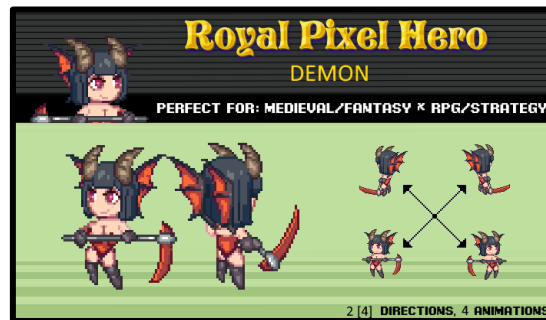 Royal Pixel Hero
DEMON
PERFECT FOR: MEDIEVAL/FANTASY * RPG/STRATEGY
2 [4] DIRECTIONS, 4 ANIMATIONS